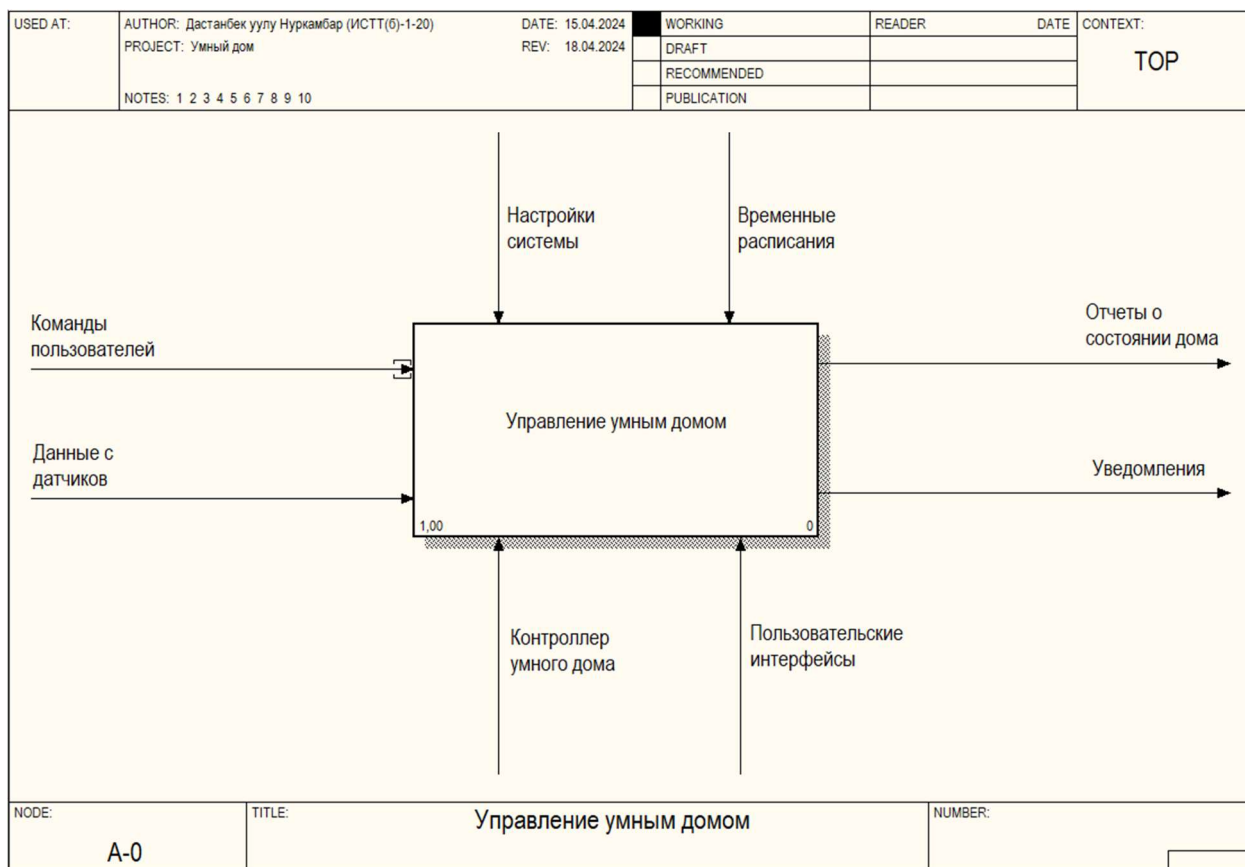 USED AT:
AUTHOR: Дастанбек уулу Нуркамбар (ИСТТ(б)-1-20)
DATE: 15.04.2024
PROJECT: Умный дом
REV: 18.04.2024
NOTES: 1 2 3 4 5 6 7 8 9 10
WORKING
DRAFT
RECOMMENDED
PUBLICATION
READER
DATE
CONTEXT:
TOP
Настройки
системы
Временные
расписания
Команды
пользователей
Отчеты о
состоянии дома
Управление умным домом
Данные с
датчиков
Уведомления
1,00
0
Контроллер
умного дома
Пользовательские
интерфейсы
NODE:
A-0
TITLE:
Управление умным домом
NUMBER: